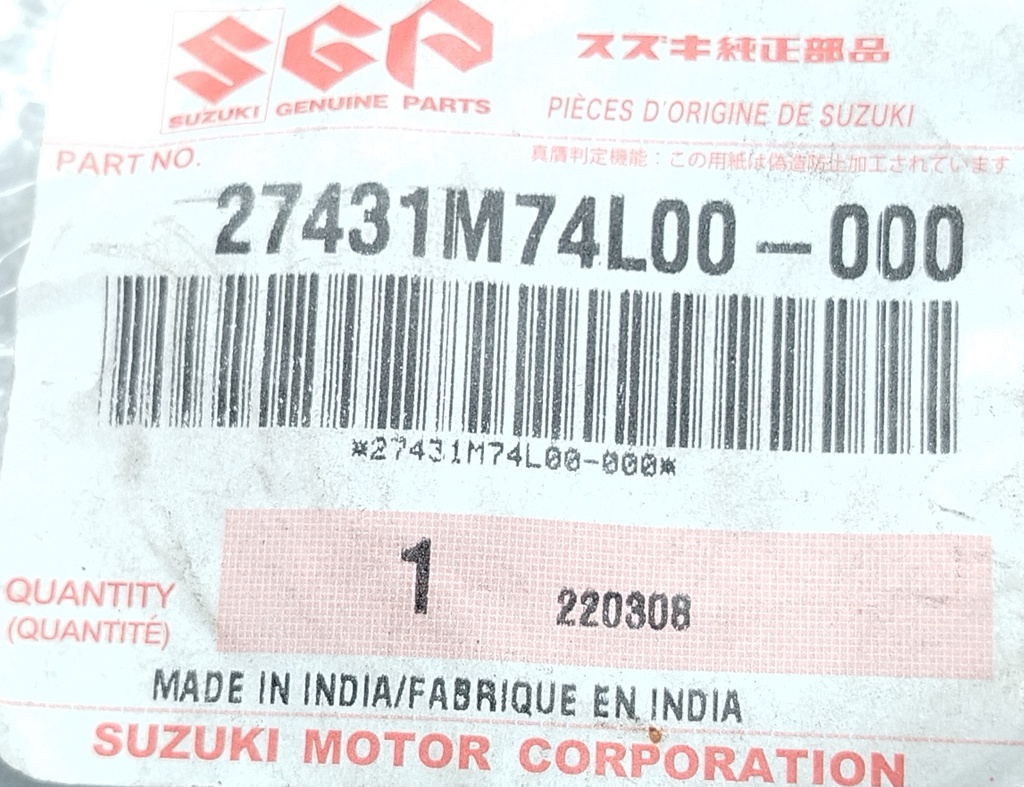 SGP
スズキ純正部品
SUZUKI GENUINE PARTS
PIÈCES D'ORIGINE DE SUZUKI
PART NO.
真贋判定機能：この用紙は偽造防止加工されています
27431M74L00-000
*27431M74L00-000*
1
220308
QUANTITY
(QUANTITÉ)
MADE IN INDIA/FABRIQUE EN INDIA
SUZUKI MOTOR CORPORATION